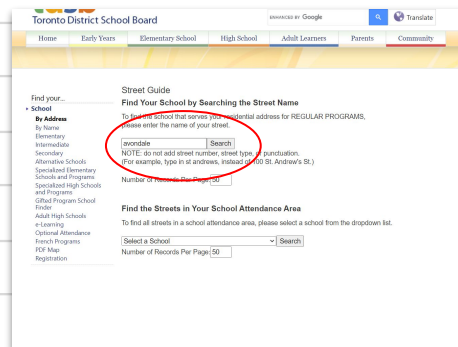 Toronto District School Board
ENHANCED BY Google
Translate
Home Early Years Elementary School High School Adult Learners Parents Community
Find your...
School
By Address
By Name
Elementary
Intermediate
Secondary
Alternative Schools
Specialized Elementary
Schools and Programs
Specialized High Schools
and Programs
Gifted Program School
Finder
Adult High Schools
e-Learning
Optional Attendance
French Programs
PDF Map
Registration
Street Guide
Find Your School by Searching the Street Name
To find the school that serves your residential address for REGULAR PROGRAMS,
please enter the name of your street.
avondale Search
NOTE: do not add street number, street type, or punctuation.
(For example, type in st andrews, instead of 100 St. Andrew's St.)
Number of Records Per Page: 50
Find the Streets in Your School Attendance Area
To find all streets in a school attendance area, please select a school from the dropdown list.
Select a School Search
Number of Records Per Page: 50